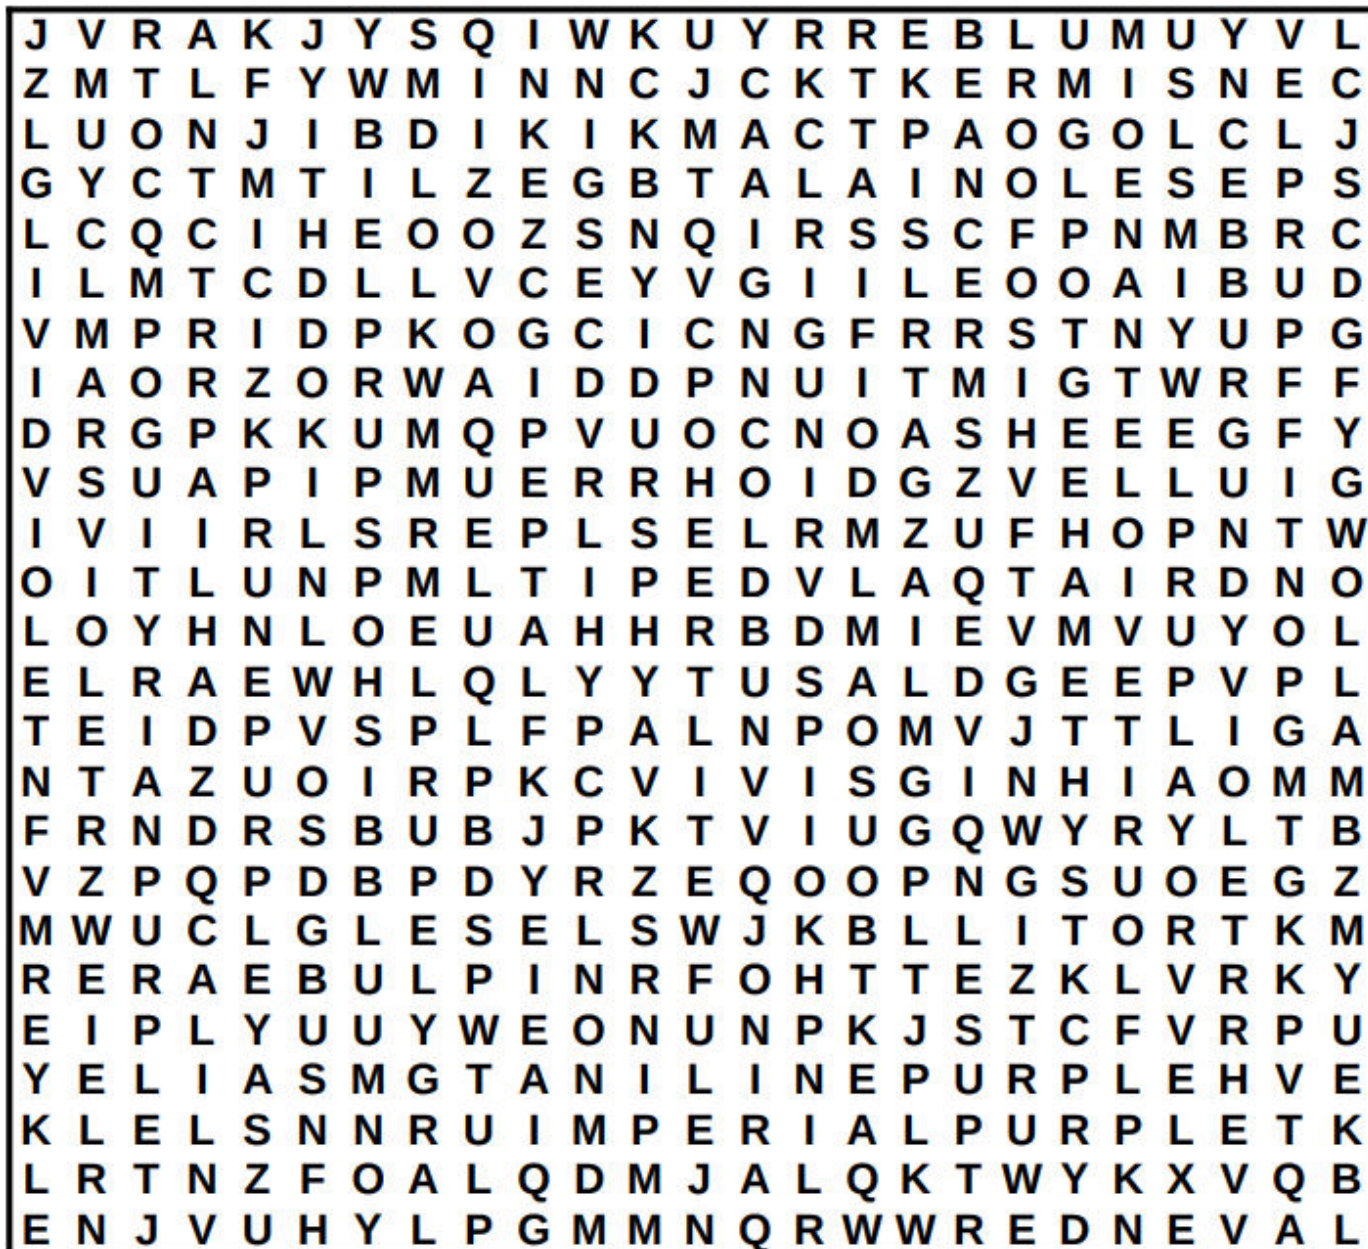 J V R A K J Y S Q I W K U Y R R E B L U M U Y V L
Z M T L F Y W M I N N C J C K T K E R M I S N E C
L U O N J I B D I K I K M A C T P A O G O L C L J
G Y C T M T I L Z E G B T A L A I N O L E S E P S
L C Q C I H E O O Z S N Q I R S S C F P N M B R C
I L M T C D L L V C E Y V G I I L E O O A I B U D
V M P R I D P K O G C I C N G F R R S T N Y U P G
I A O R Z O R W A I D D P N U I T M I G T W R F F
D R G P K K U M Q P V U O C N O A S H E E E G F Y
V S U A P I P M U E R R H O I D G Z V E L L U I G
I V I I R L S R E P L S E L R M Z U F H O P N T W
O I T L U N P M L T I P E D V L A Q T A I R D N O
L O Y H N L O E U A H H R B D M I E V M V U Y O L
E L R A E W H L Q L Y Y T U S A L D G E E P V P L
T E I D P V S P L F P A L N P O M V J T T L I G A
N T A Z U O I R P K C V I V I S G I N H I A O M M
F R N D R S B U B J P K T V I U G Q W Y R Y L T B
V Z P Q P D B P D Y R Z E Q O O P N G S U O E G Z
M W U C L G L E S E L S W J K B L L I T O R T K M
R E R A E B U L P I N R F O H T T E Z K L V R K Y
E I P L Y U U Y W E O N U N P K J S T C F V R P U
Y E L I A S M G T A N I L I N E P U R P L E H V E
K L E L S N N R U I M P E R I A L P U R P L E T K
L R T N Z F O A L Q D M J A L Q K T W Y K X V Q B
E N J V U H Y L P G M M N Q R W W R E D N E V A L